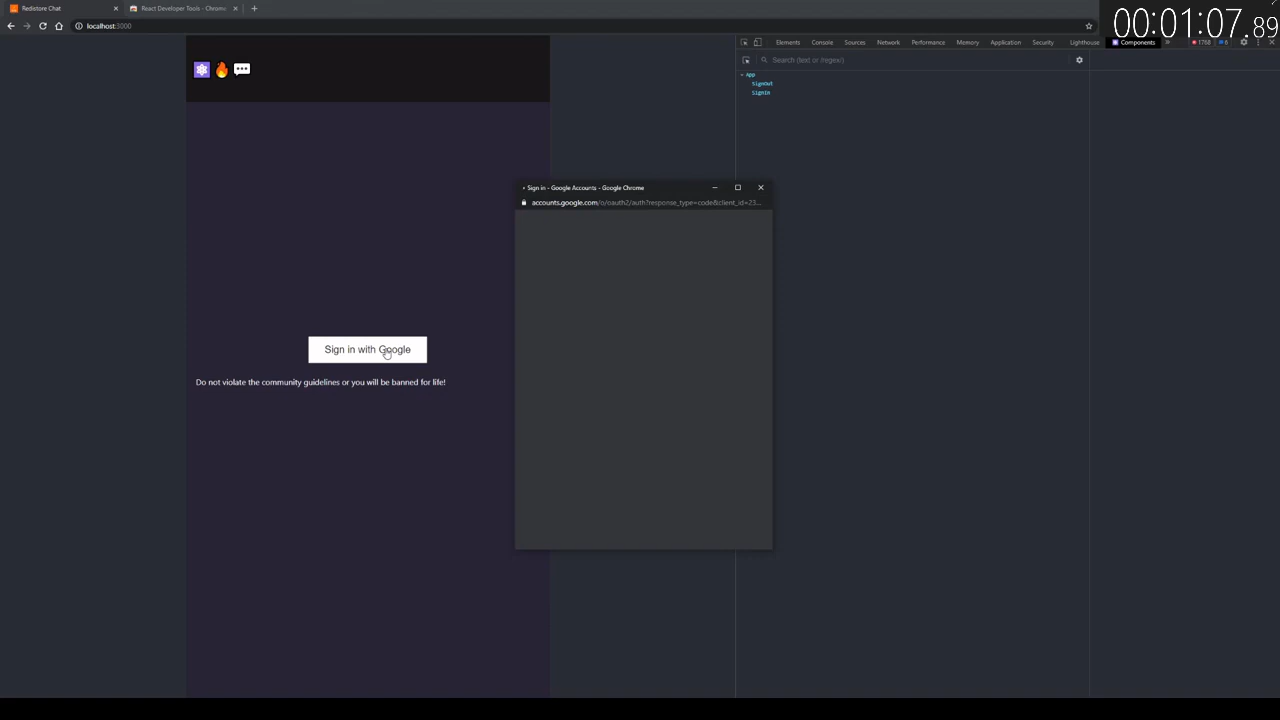 Redistore Chat
React Developer Tools - Chrome
00:01:07.89
localhost:3000
Elements Console Sources Network Performance Memory Application Security Lighthouse Components » 1768 6
Search (text or /regex/)
App
SignOut
SignIn
Sign in - Google Accounts - Google Chrome
accounts.google.com/o/oauth2/auth?response_type=code&client_id=23...
Sign in with Google
Do not violate the community guidelines or you will be banned for life!